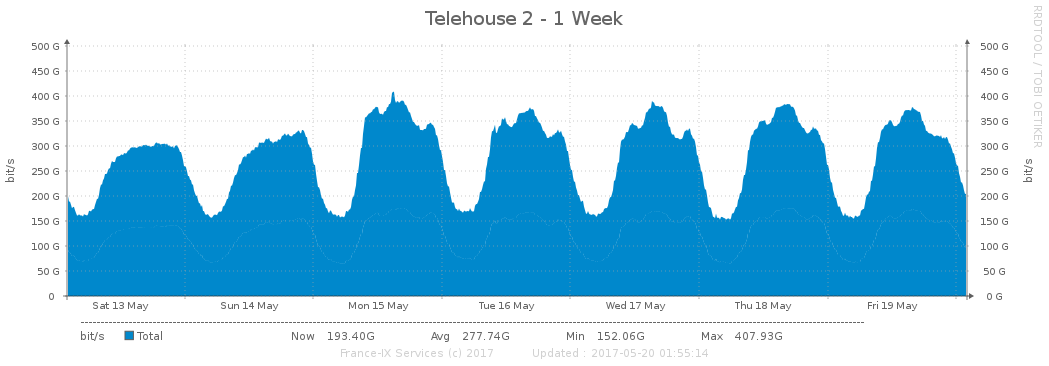 Telehouse 2 - 1 Week
RRDTOOL / TOBI OETIKER
500 G 500 G
450 G 450 G
400 G 400 G
350 G 350 G
300 G 300 G
250 G 250 G
200 G 200 G
150 G 150 G
100 G 100 G
50 G 50 G
0 0 G
bit/s bit/s
Sat 13 May Sun 14 May Mon 15 May Tue 16 May Wed 17 May Thu 18 May Fri 19 May
bit/s Total Now 193.40G Avg 277.74G Min 152.06G Max 407.93G
France-IX Services (c) 2017 Updated : 2017-05-20 01:55:14